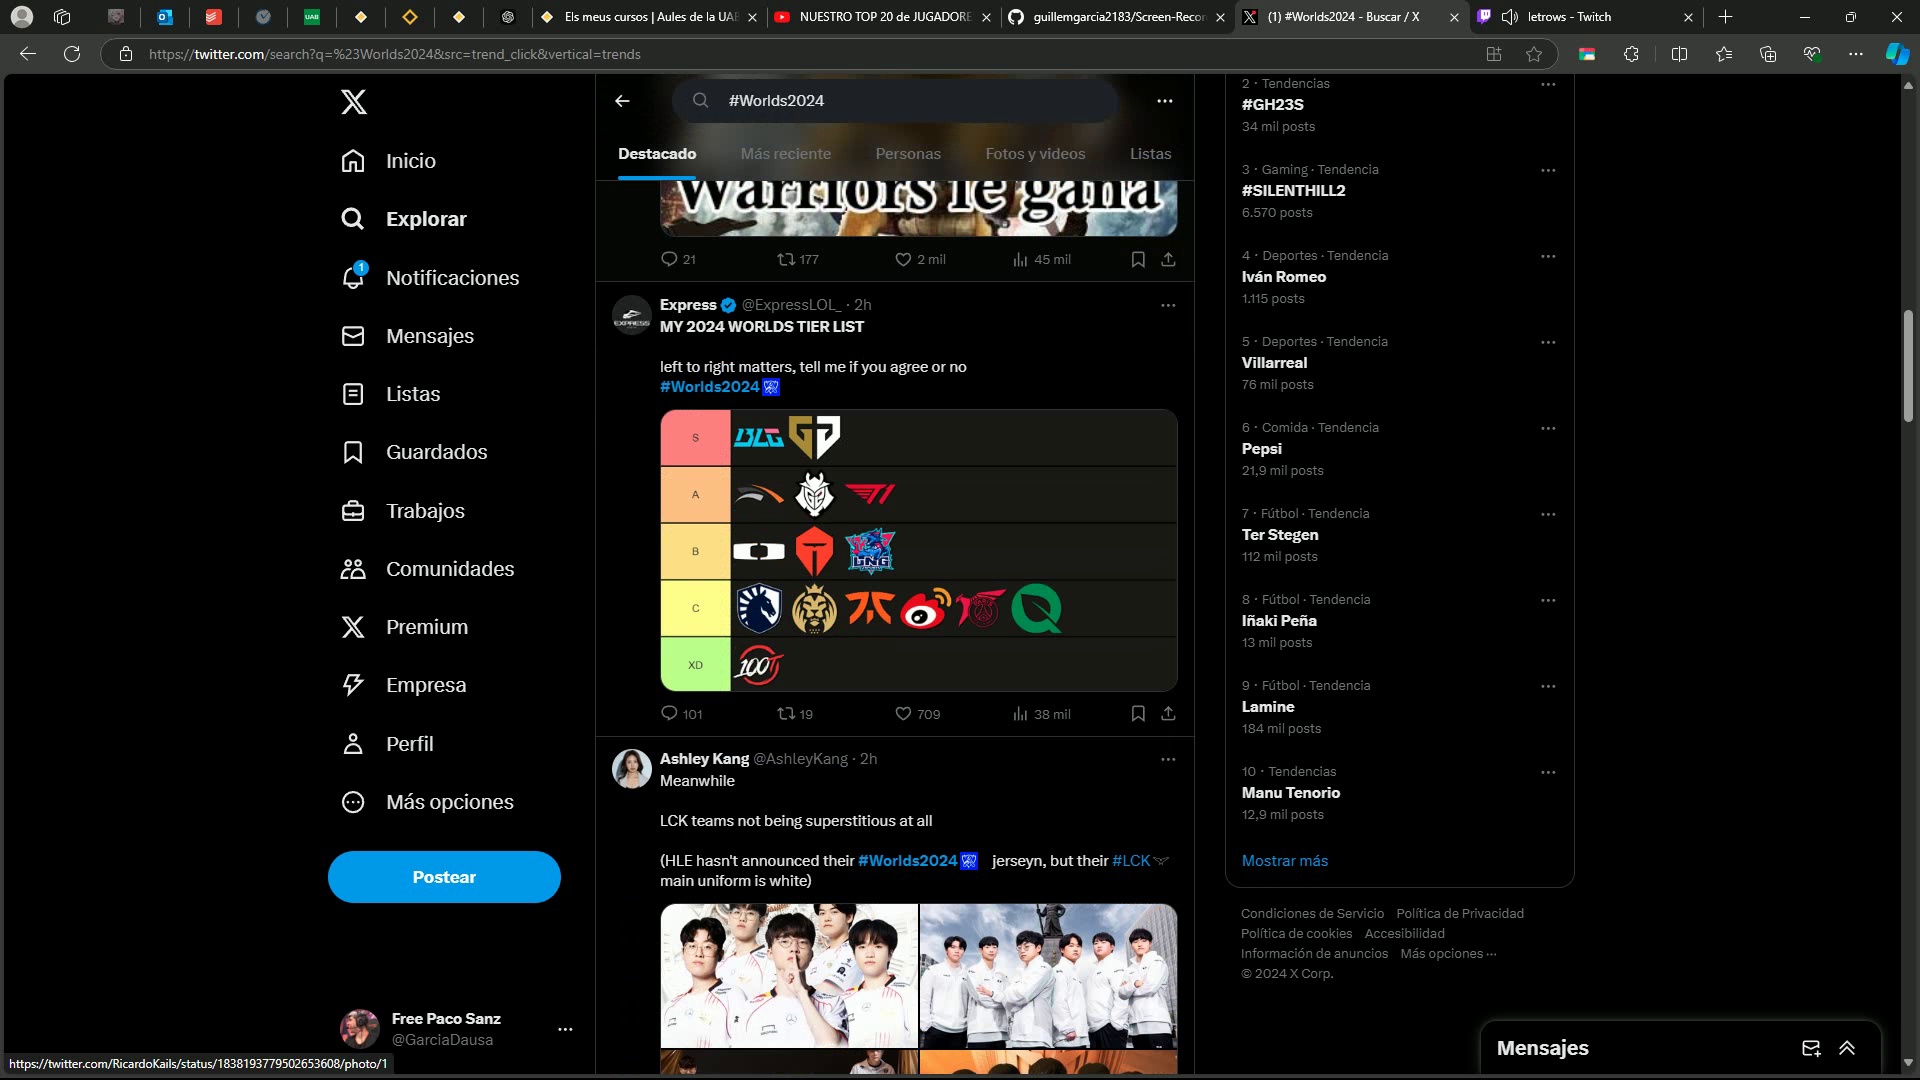 Els meus cursos | Aules de la UA
NUESTRO TOP 20 de JUGADORE
guillemgarcia2183/Screen-Recor
(1) #Worlds2024 - Buscar / X
letrows - Twitch
https://twitter.com/search?q=%23Worlds2024&src=trend_click&vertical=trends
Inicio
Explorar
1
Notificaciones
Mensajes
Listas
Guardados
Trabajos
Comunidades
Premium
Empresa
Perfil
Más opciones
Postear
Free Paco Sanz
@GarciaDausa
https://twitter.com/RicardoKails/status/1838193779502653608/photo/1
#Worlds2024
Destacado Más reciente Personas Fotos y videos Listas
Warriors le gana
21 177 2 mil 45 mil
Express @ExpressLOL_ · 2h
MY 2024 WORLDS TIER LIST
left to right matters, tell me if you agree or no
#Worlds2024
S BLG
A
B LNG
C
XD 100T
101 19 709 38 mil
Ashley Kang @AshleyKang · 2h
Meanwhile
LCK teams not being superstitious at all
(HLE hasn't announced their #Worlds2024 jerseyn, but their #LCK
main uniform is white)
2 · Tendencias
#GH23S
34 mil posts
3 · Gaming · Tendencia
#SILENTHILL2
6.570 posts
4 · Deportes · Tendencia
Iván Romeo
1.115 posts
5 · Deportes · Tendencia
Villarreal
76 mil posts
6 · Comida · Tendencia
Pepsi
21,9 mil posts
7 · Fútbol · Tendencia
Ter Stegen
112 mil posts
8 · Fútbol · Tendencia
Iñaki Peña
13 mil posts
9 · Fútbol · Tendencia
Lamine
184 mil posts
10 · Tendencias
Manu Tenorio
12,9 mil posts
Mostrar más
Condiciones de Servicio Política de Privacidad
Política de cookies Accesibilidad
Información de anuncios Más opciones ···
© 2024 X Corp.
Mensajes